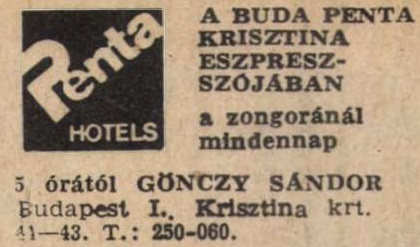 Penta
HOTELS
A BUDA PENTA
KRISZTINA
ESZPRESZ-
SZÓJÁBAN
a zongoránál
mindennap
5 órától GÖNCZY SÁNDOR
Budapest I., Krisztina krt.
41—43. T.: 250-060.